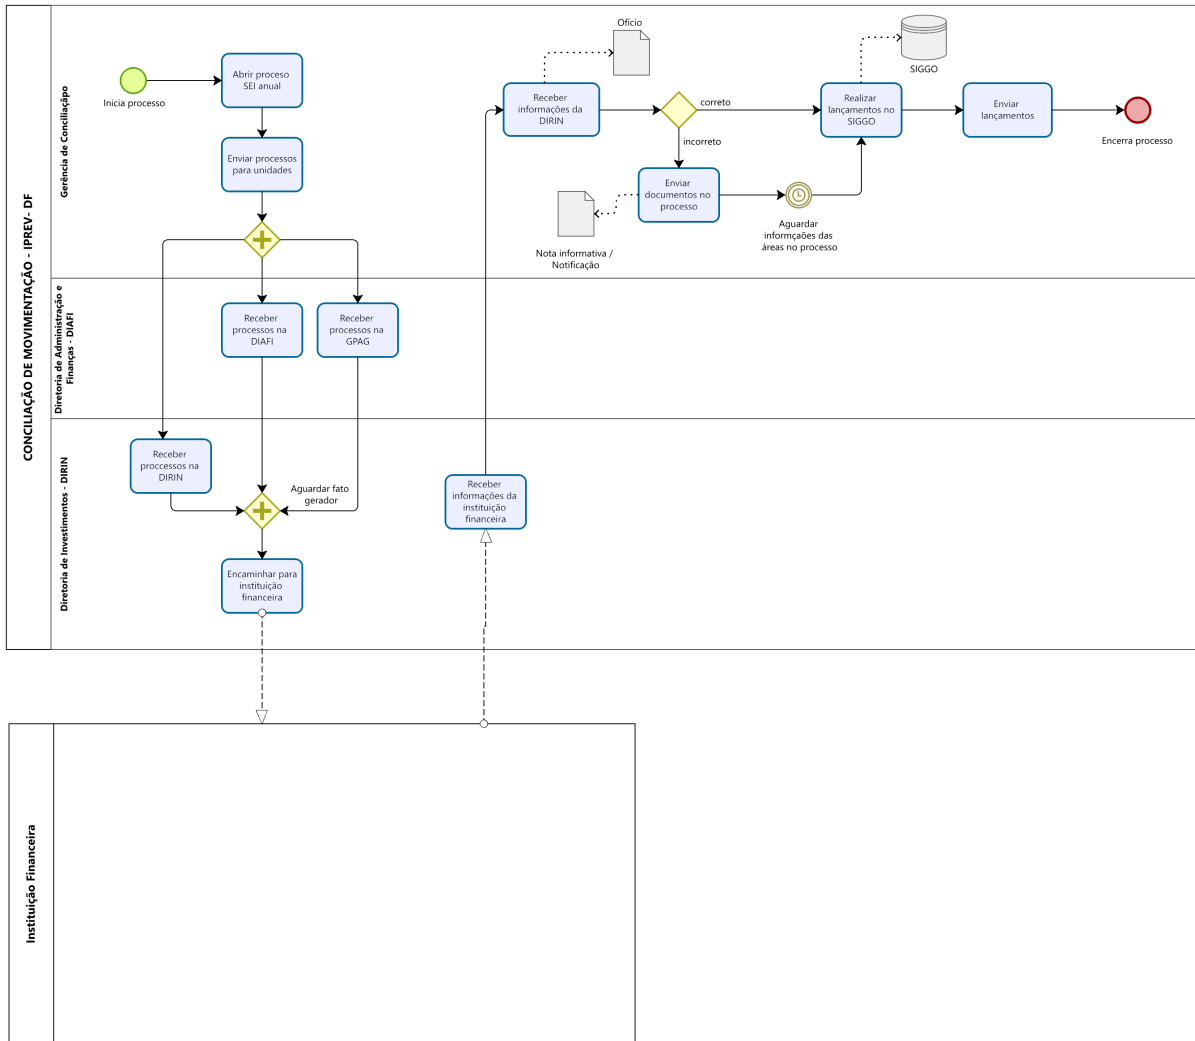 CONCILIAÇÃO DE MOVIMENTAÇÃO - IPREV- DF
Gerência de Conciliaçãpo
Inicia processo
Abrir proceso
SEI anual
Enviar processos
para unidades
Ofício
Receber
informações da
DIRIN
correto
incorreto
Enviar
documentos no
processo
Nota informativa /
Notificação
Aguardar
informçaões das
áreas no processo
SIGGO
Realizar
lançamentos no
SIGGO
Enviar
lançamentos
Encerra processo
Diretoria de Administração e
Finanças - DIAFI
Receber
processos na
DIAFI
Receber
processos na
GPAG
Diretoria de Investimentos - DIRIN
Receber
proccessos na
DIRIN
Aguardar fato
gerador
Encaminhar para
instituição
financeira
Receber
informações da
instituição
financeira
Instituição Financeira